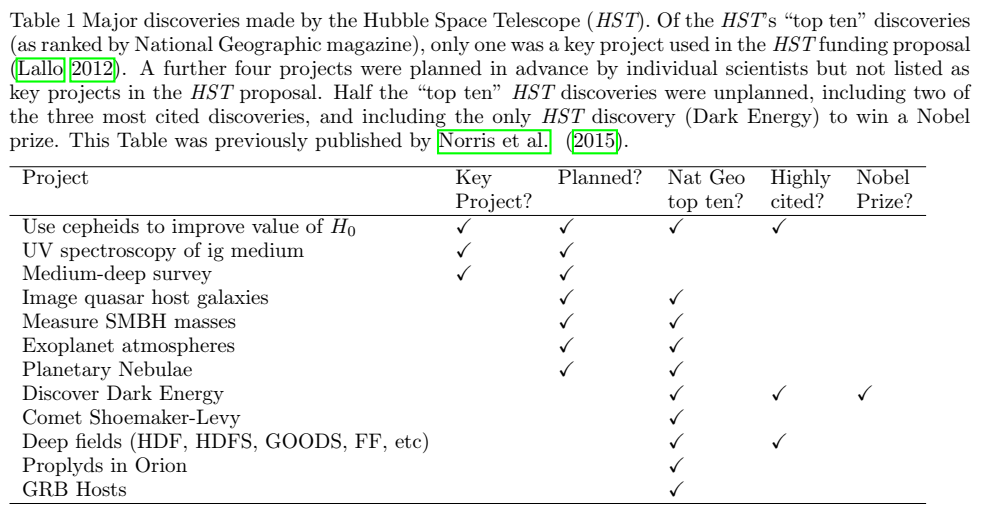 Table 1 Major discoveries made by the Hubble Space Telescope (HST). Of the HST's “top ten” discoveries
(as ranked by National Geographic magazine), only one was a key project used in the HST funding proposal
(Lallo 2012). A further four projects were planned in advance by individual scientists but not listed as
key projects in the HST proposal. Half the “top ten” HST discoveries were unplanned, including two of
the three most cited discoveries, and including the only HST discovery (Dark Energy) to win a Nobel
prize. This Table was previously published by Norris et al. (2015).
Project Key Project? Planned? Nat Geo top ten? Highly cited? Nobel Prize?
Use cepheids to improve value of H₀ ✓ ✓ ✓ ✓
UV spectroscopy of ig medium ✓ ✓
Medium-deep survey ✓ ✓
Image quasar host galaxies ✓ ✓
Measure SMBH masses ✓ ✓
Exoplanet atmospheres ✓ ✓
Planetary Nebulae ✓ ✓
Discover Dark Energy ✓ ✓ ✓
Comet Shoemaker-Levy ✓
Deep fields (HDF, HDFS, GOODS, FF, etc) ✓ ✓
Proplyds in Orion ✓
GRB Hosts ✓